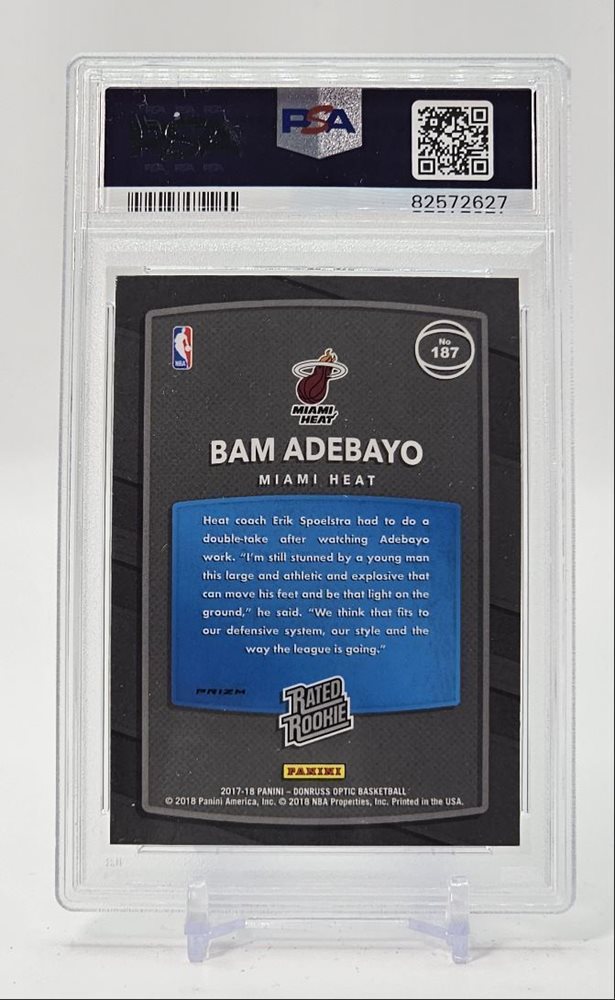 PSA
82572627
NBA
No
187
MIAMI
HEAT
BAM ADEBAYO
MIAMI HEAT
Heat coach Erik Spoelstra had to do a
double-take after watching Adebayo
work. “I’m still stunned by a young man
this large and athletic and explosive that
can move his feet and be that light on the
ground,” he said. “We think that fits to
our defensive system, our style and the
way the league is going.”
PRIZM
RATED
ROOKIE
PANINI
2017-18 PANINI – DONRUSS OPTIC BASKETBALL
© 2018 Panini America, Inc. © 2018 NBA Properties, Inc. Printed in the USA.